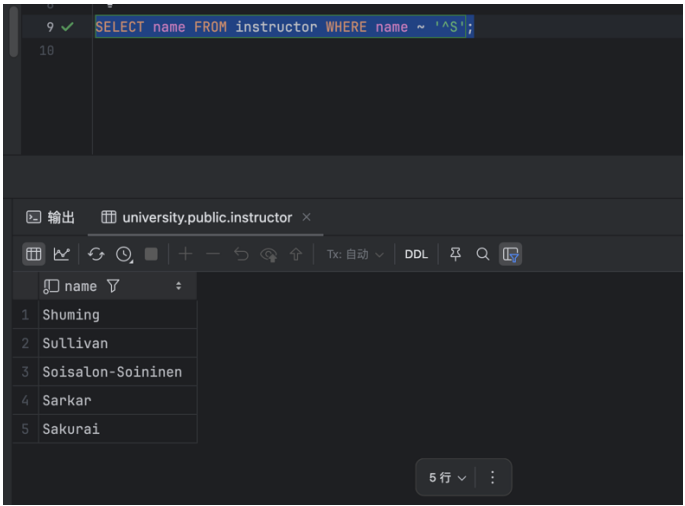 9 SELECT name FROM instructor WHERE name ~ '^S';
10
输出 university.public.instructor ×
Tx: 自动 DDL
name
1 Shuming
2 Sullivan
3 Soisalon-Soininen
4 Sarkar
5 Sakurai
5 行